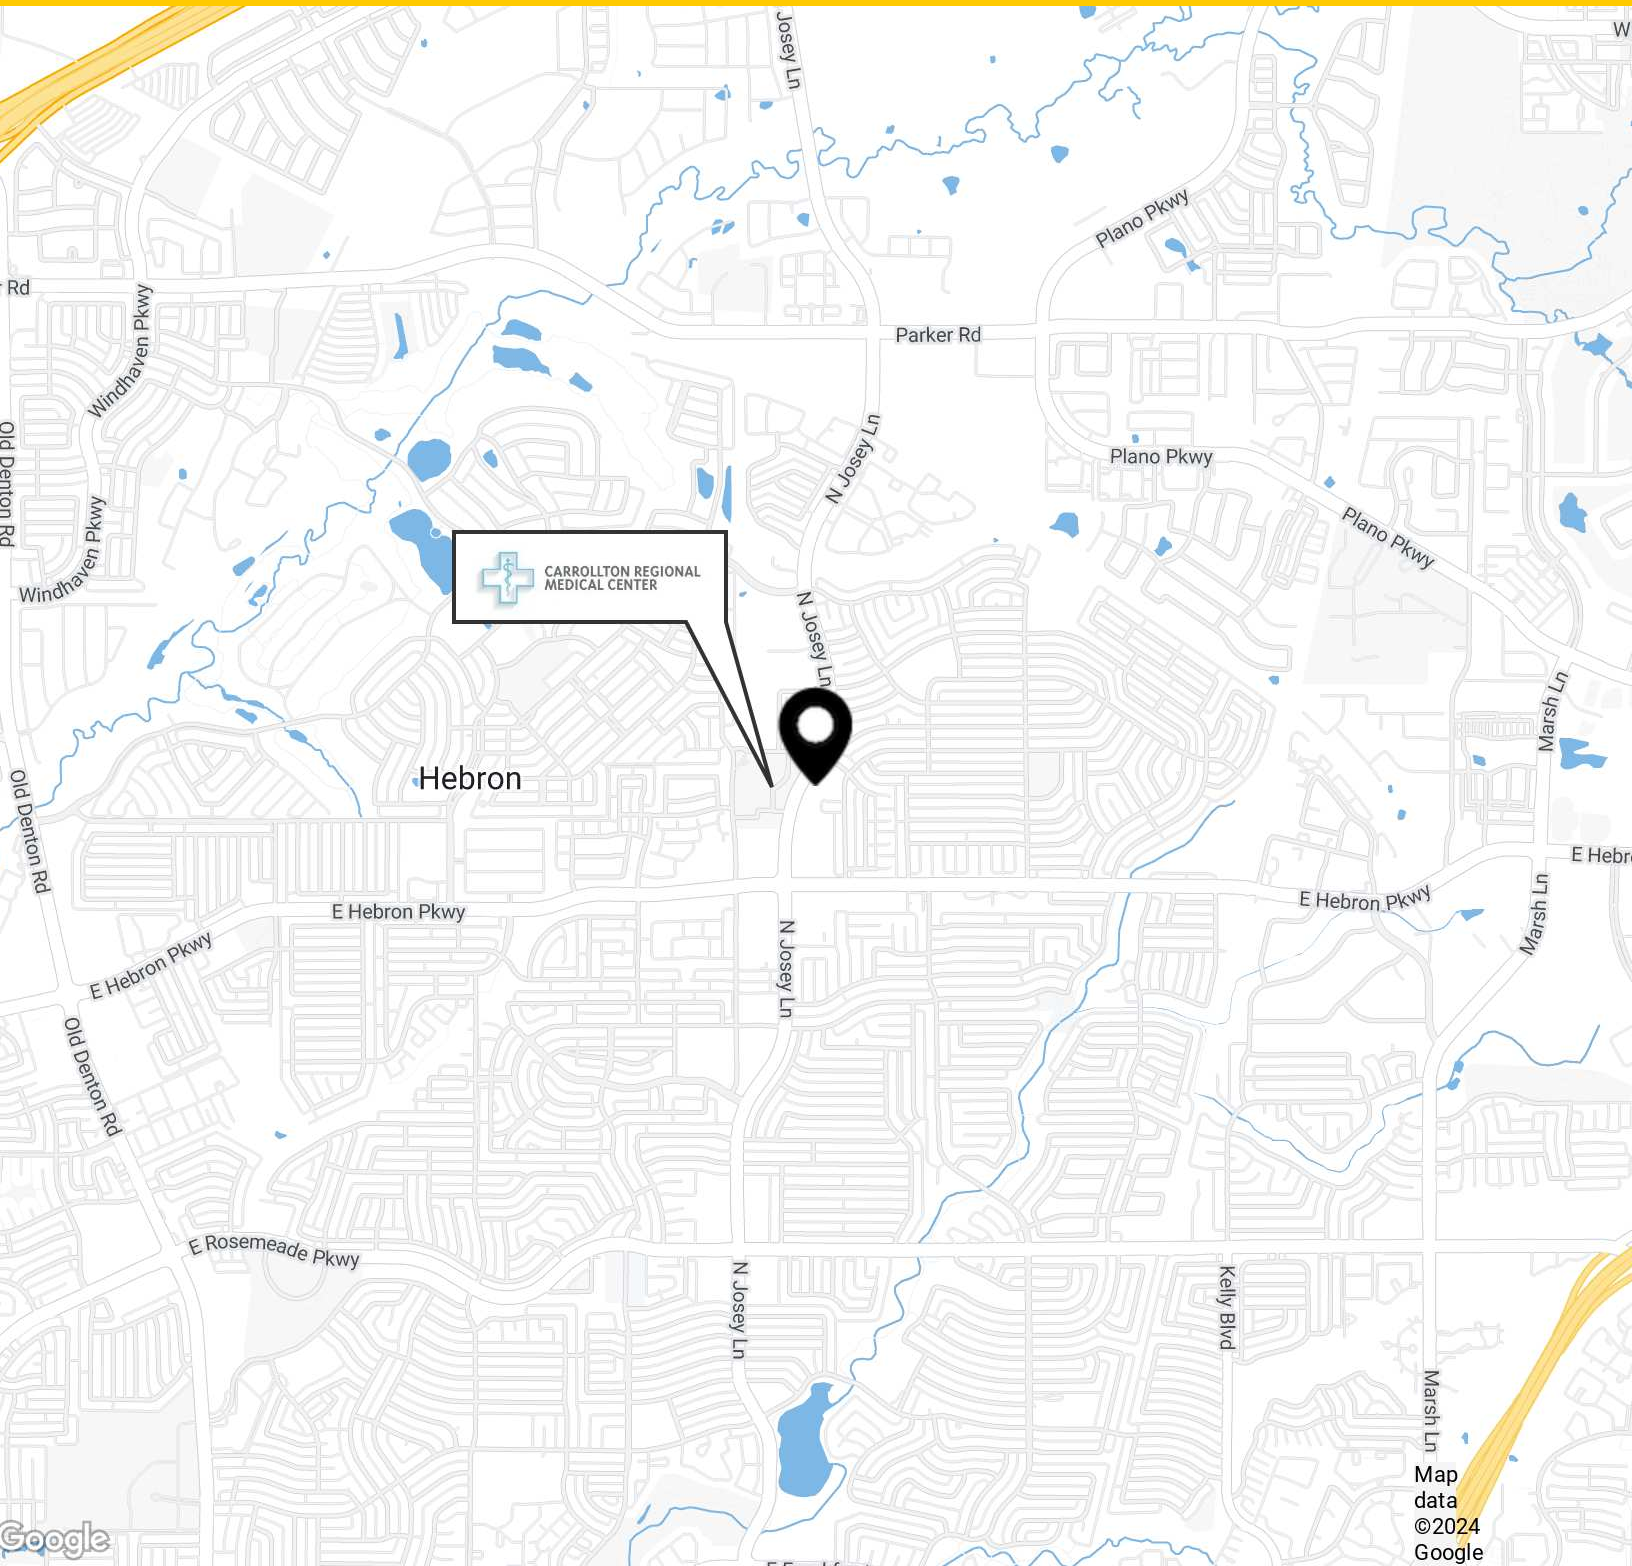 Josey Ln
W
Plano Pkwy
Rd
Windhaven Pkwy
Parker Rd
Old Denton Rd
N Josey Ln
Plano Pkwy
Windhaven Pkwy
Plano Pkwy
CARROLLTON REGIONAL
MEDICAL CENTER
N Josey Ln
Marsh Ln
Hebron
Old Denton Rd
E Hebr
E Hebron Pkwy
E Hebron Pkwy
Marsh Ln
E Hebron Pkwy
N Josey Ln
Old Denton Rd
E Rosemeade Pkwy
N Josey Ln
Kelly Blvd
Marsh Ln
Map
data
©2024
Google
Google